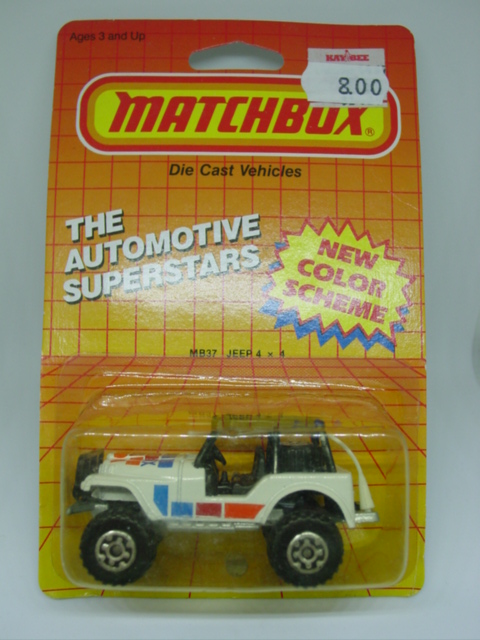 Ages 3 and Up
KAY·BEE
8.00
MATCHBOX®
Die Cast Vehicles
THE
AUTOMOTIVE
SUPERSTARS
NEW
COLOR
SCHEME
MB37 JEEP 4 x 4